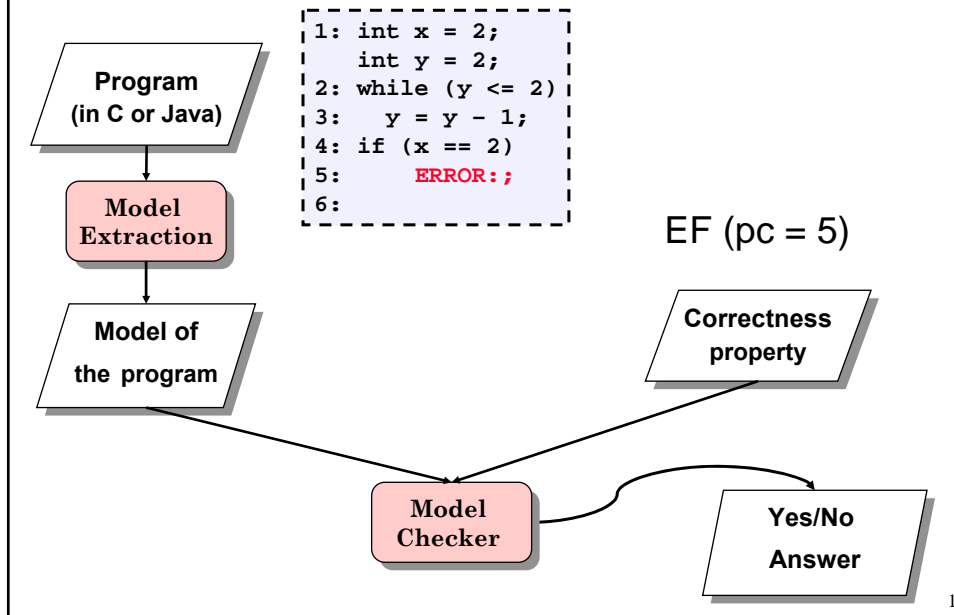 1: int x = 2;
int y = 2;
2: while (y <= 2)
3: y = y – 1;
4: if (x == 2)
5: ERROR:;
6:
Program
(in C or Java)
Model
Extraction
Model of
the program
EF (pc = 5)
Correctness
property
Model
Checker
Yes/No
Answer
1